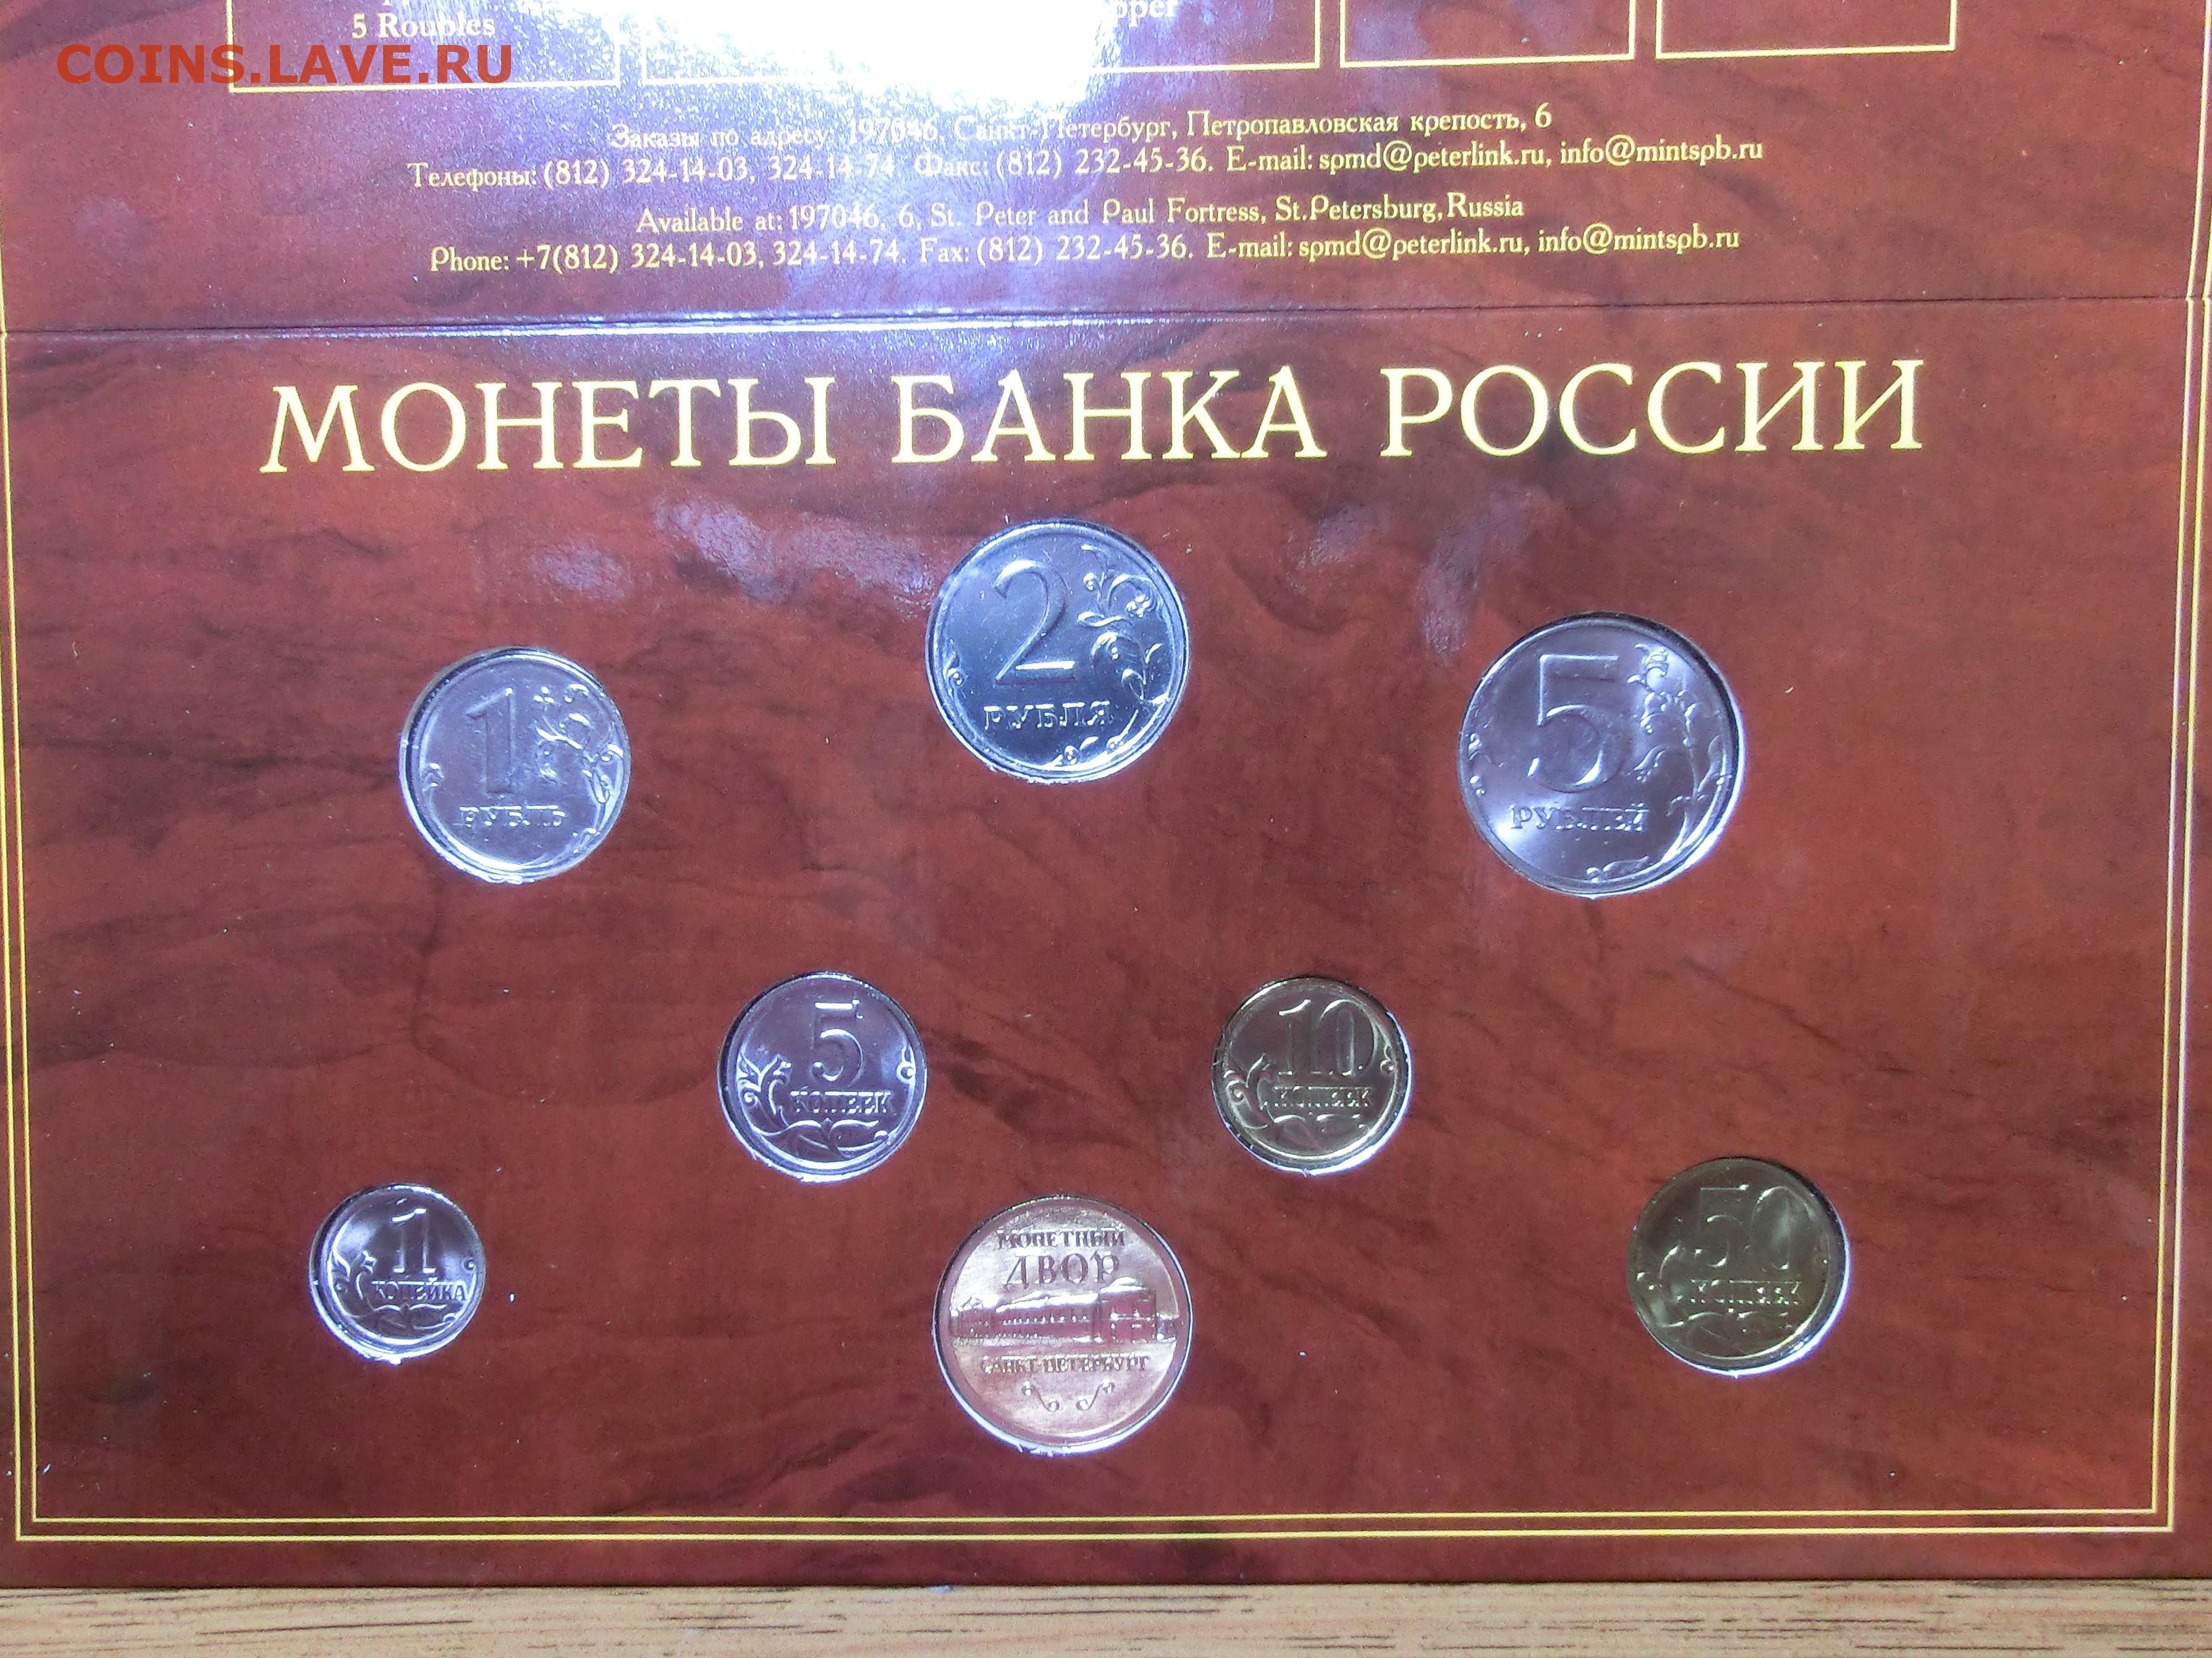 5 Roubles
COINS.LAVE.RU
Заказы по адресу: 197046, Санкт-Петербург, Петропавловская крепость, 6
Телефоны: (812) 324-14-03, 324-14-74. Факс: (812) 232-45-36. E-mail: spmd@peterlink.ru, info@mintspb.ru
Available at: 197046, 6, St. Peter and Paul Fortress, St.Petersburg, Russia
Phone: +7(812) 324-14-03, 324-14-74. Fax: (812) 232-45-36. E-mail: spmd@peterlink.ru, info@mintspb.ru
МОНЕТЫ БАНКА РОССИИ
1
РУБЛЬ
2
РУБЛЯ
5
РУБЛЕЙ
5
КОПЕЕК
10
КОПЕЕК
1
КОПЕЙКА
МОНЕТНЫЙ
ДВОР
САНКТ-ПЕТЕРБУРГ
50
КОПЕЕК